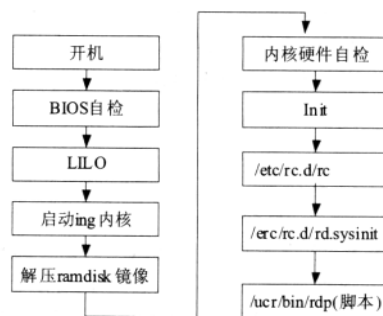 开机
BIOS自检
LILO
启动ing内核
解压ramdisk镜像
内核硬件自检
Init
/etc/rc.d/rc
/erc/rc.d/rd.sysinit
/ucr/bin/rdp(脚本)